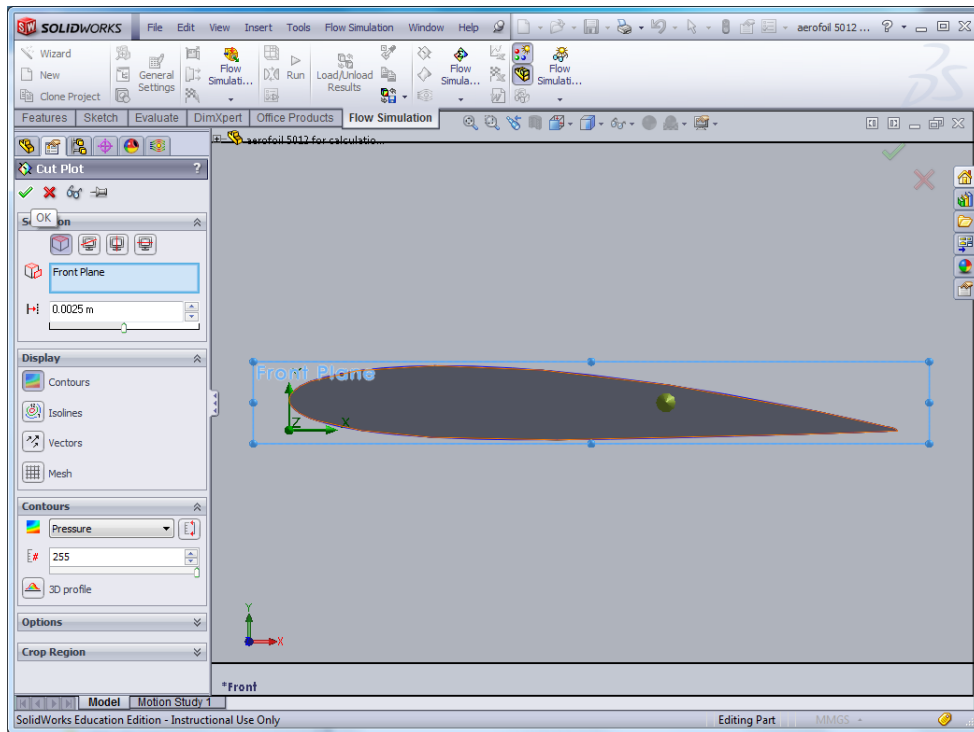 SW SOLIDWORKS File Edit View Insert Tools Flow Simulation Window Help aerofoil 5012 ... ?
Wizard
New
Clone Project
General Settings
Flow Simulati...
Run
Load/Unload Results
Flow Simula...
Flow Simulati...
Features Sketch Evaluate DimXpert Office Products Flow Simulation
aerofoil 5012 for calculatio...
Cut Plot ?
OK
Front Plane
0.0025 m
Display
Contours
Isolines
Vectors
Mesh
Contours
Pressure
# 255
3D profile
Options
Crop Region
Front Plane
Y
Z X
Y
X
*Front
Model Motion Study 1
SolidWorks Education Edition - Instructional Use Only Editing Part MMGS